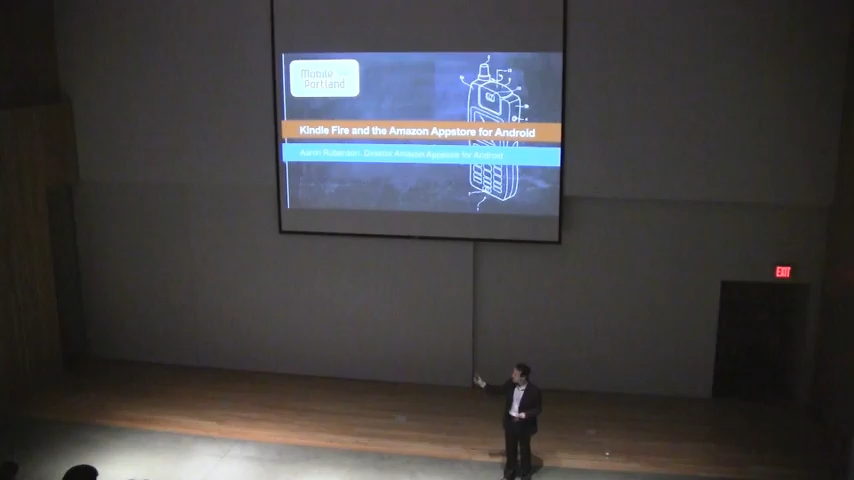 Mobile
Portland
Kindle Fire and the Amazon Appstore for Android
Aaron Rubenson, Director Amazon Appstore for Android
EXIT